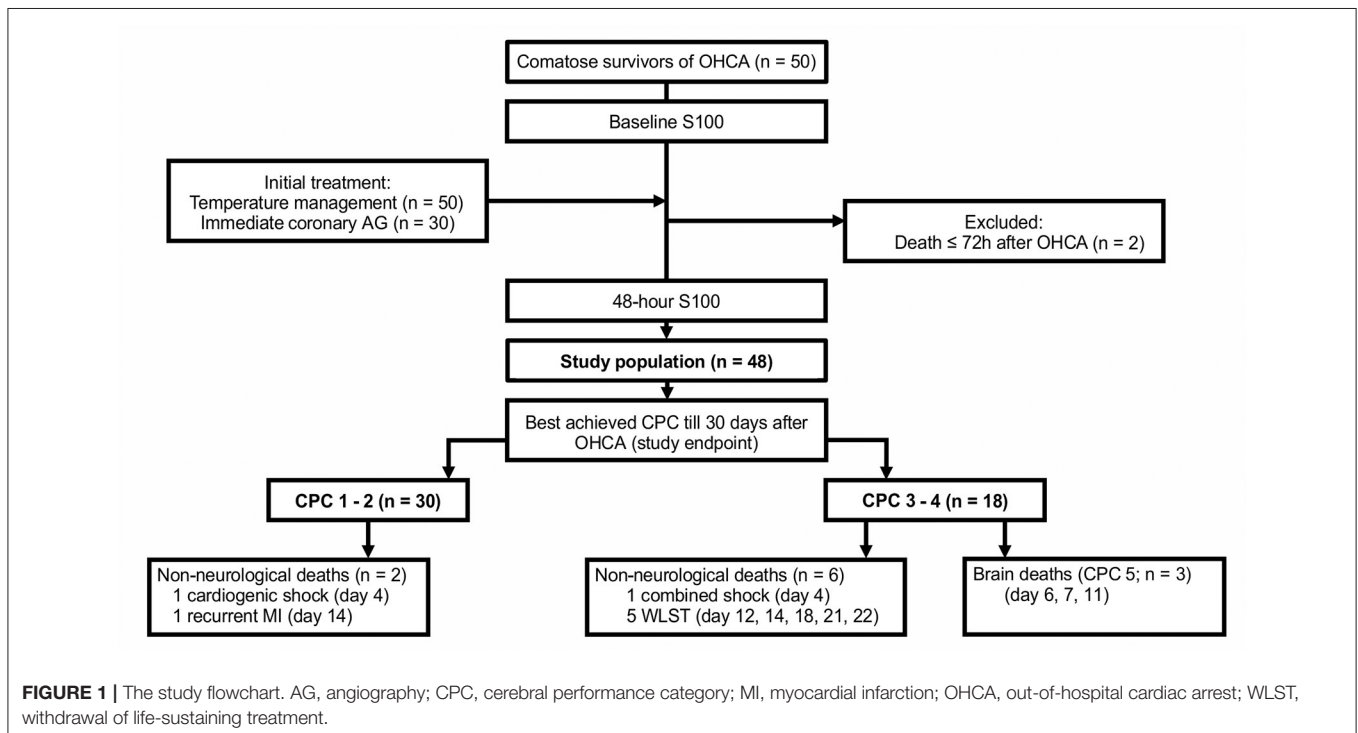 Comatose survivors of OHCA (n = 50)
Baseline S100
Initial treatment:
Temperature management (n = 50)
Immediate coronary AG (n = 30)
Excluded:
Death ≤ 72h after OHCA (n = 2)
48-hour S100
Study population (n = 48)
Best achieved CPC till 30 days after
OHCA (study endpoint)
CPC 1 - 2 (n = 30)
CPC 3 - 4 (n = 18)
Non-neurological deaths (n = 2)
1 cardiogenic shock (day 4)
1 recurrent MI (day 14)
Non-neurological deaths (n = 6)
1 combined shock (day 4)
5 WLST (day 12, 14, 18, 21, 22)
Brain deaths (CPC 5; n = 3)
(day 6, 7, 11)
FIGURE 1 | The study flowchart. AG, angiography; CPC, cerebral performance category; MI, myocardial infarction; OHCA, out-of-hospital cardiac arrest; WLST,
withdrawal of life-sustaining treatment.